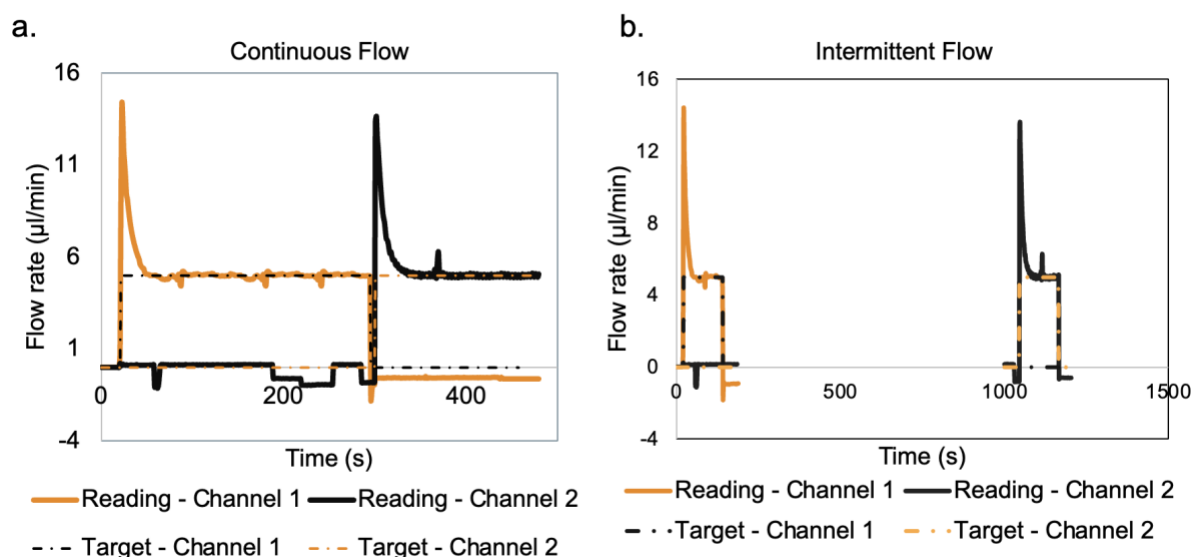 a.
Continuous Flow
16
11
6
1
-4
Flow rate (µl/min)
0
200
400
Time (s)
Reading - Channel 1
Reading - Channel 2
Target - Channel 1
Target - Channel 2
b.
Intermittent Flow
16
12
8
4
0
-4
Flow rate (µl/min)
0
500
1000
1500
Time (s)
Reading - Channel 1
Reading - Channel 2
Target - Channel 1
Target - Channel 2